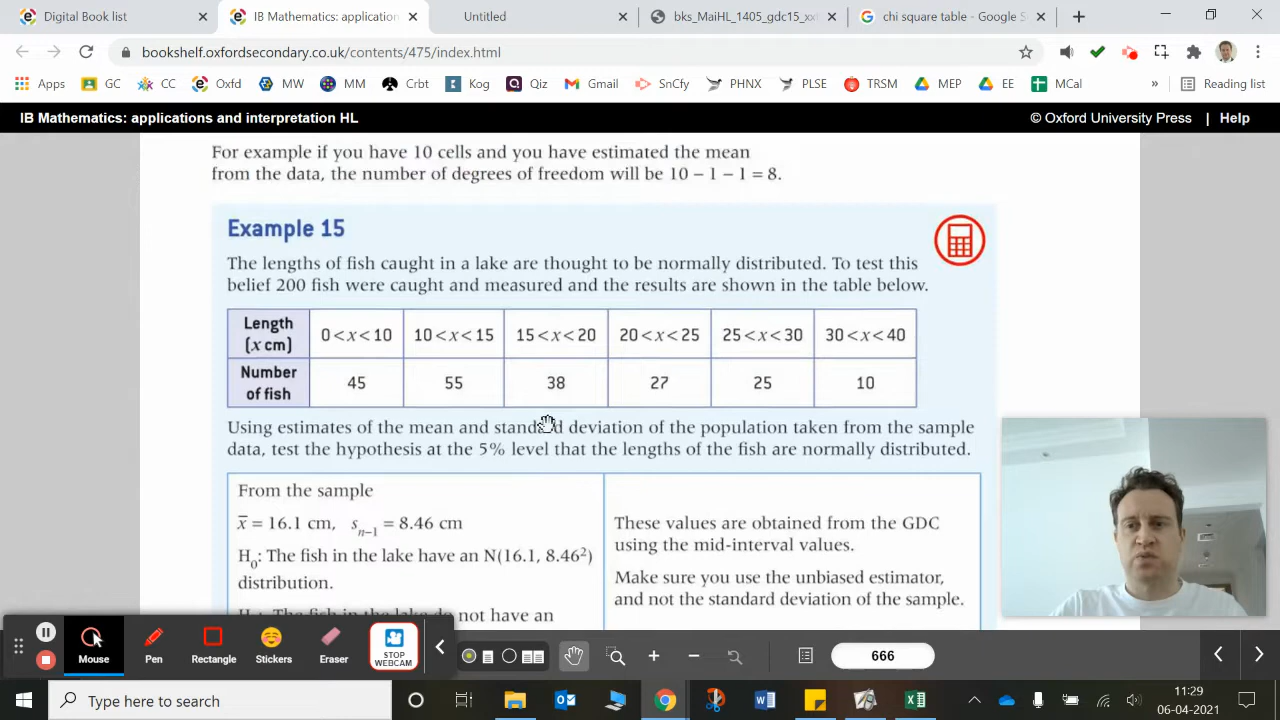 Digital Book list
IB Mathematics: applications and
Untitled
bks_MaiHL_1405_gdc15_xxt
chi square table - Google S
bookshelf.oxfordsecondary.co.uk/contents/475/index.html
Apps GC CC Oxfd MW MM Crbt Kog Qiz Gmail SnCfy PHNX PLSE TRSM MEP EE MCal » Reading list
IB Mathematics: applications and interpretation HL
© Oxford University Press | Help
For example if you have 10 cells and you have estimated the mean
from the data, the number of degrees of freedom will be 10 − 1 − 1 = 8.
Example 15
The lengths of fish caught in a lake are thought to be normally distributed. To test this
belief 200 fish were caught and measured and the results are shown in the table below.
Length
(x cm)
0 < x < 10 10 < x < 15 15 < x < 20 20 < x < 25 25 < x < 30 30 < x < 40
Number
of fish
45 55 38 27 25 10
Using estimates of the mean and standard deviation of the population taken from the sample
data, test the hypothesis at the 5% level that the lengths of the fish are normally distributed.
From the sample
x̄ = 16.1 cm, sₙ₋₁ = 8.46 cm
H₀: The fish in the lake have an N(16.1, 8.46²)
distribution.
The fish in the lake do not have an
These values are obtained from the GDC
using the mid-interval values.
Make sure you use the unbiased estimator,
and not the standard deviation of the sample.
Mouse
Pen
Rectangle
Stickers
Eraser
STOP
WEBCAM
666
Type here to search
11:29
06-04-2021